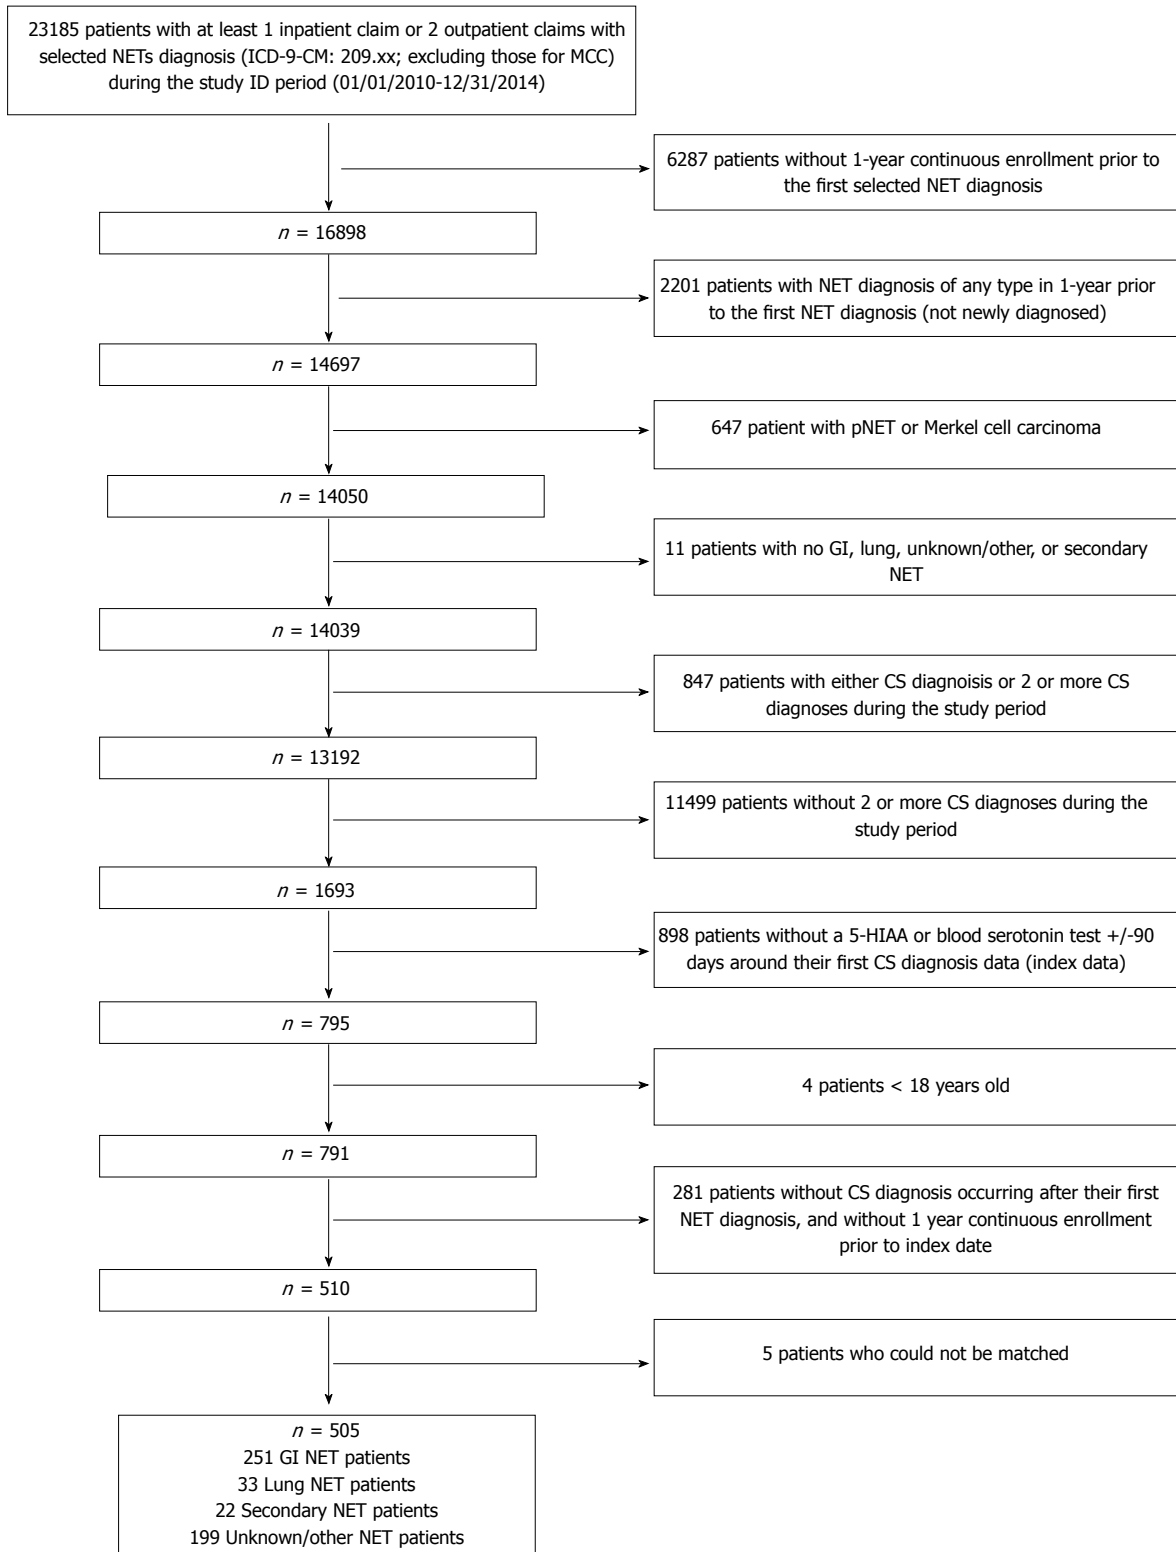 23185 patients with at least 1 inpatient claim or 2 outpatient claims with
selected NETs diagnosis (ICD-9-CM: 209.xx; excluding those for MCC)
during the study ID period (01/01/2010-12/31/2014)
6287 patients without 1-year continuous enrollment prior to
the first selected NET diagnosis
n = 16898
2201 patients with NET diagnosis of any type in 1-year prior
to the first NET diagnosis (not newly diagnosed)
n = 14697
647 patient with pNET or Merkel cell carcinoma
n = 14050
11 patients with no GI, lung, unknown/other, or secondary
NET
n = 14039
847 patients with either CS diagnoisis or 2 or more CS
diagnoses during the study period
n = 13192
11499 patients without 2 or more CS diagnoses during the
study period
n = 1693
898 patients without a 5-HIAA or blood serotonin test +/-90
days around their first CS diagnosis data (index data)
n = 795
4 patients < 18 years old
n = 791
281 patients without CS diagnosis occurring after their first
NET diagnosis, and without 1 year continuous enrollment
prior to index date
n = 510
5 patients who could not be matched
n = 505
251 GI NET patients
33 Lung NET patients
22 Secondary NET patients
199 Unknown/other NET patients